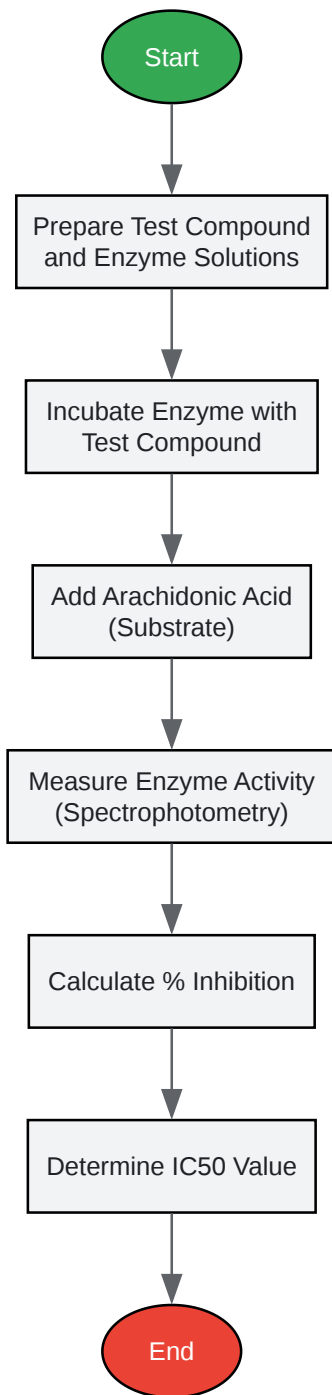 Start
Prepare Test Compound
and Enzyme Solutions
Incubate Enzyme with
Test Compound
Add Arachidonic Acid
(Substrate)
Measure Enzyme Activity
(Spectrophotometry)
Calculate % Inhibition
Determine IC50 Value
End